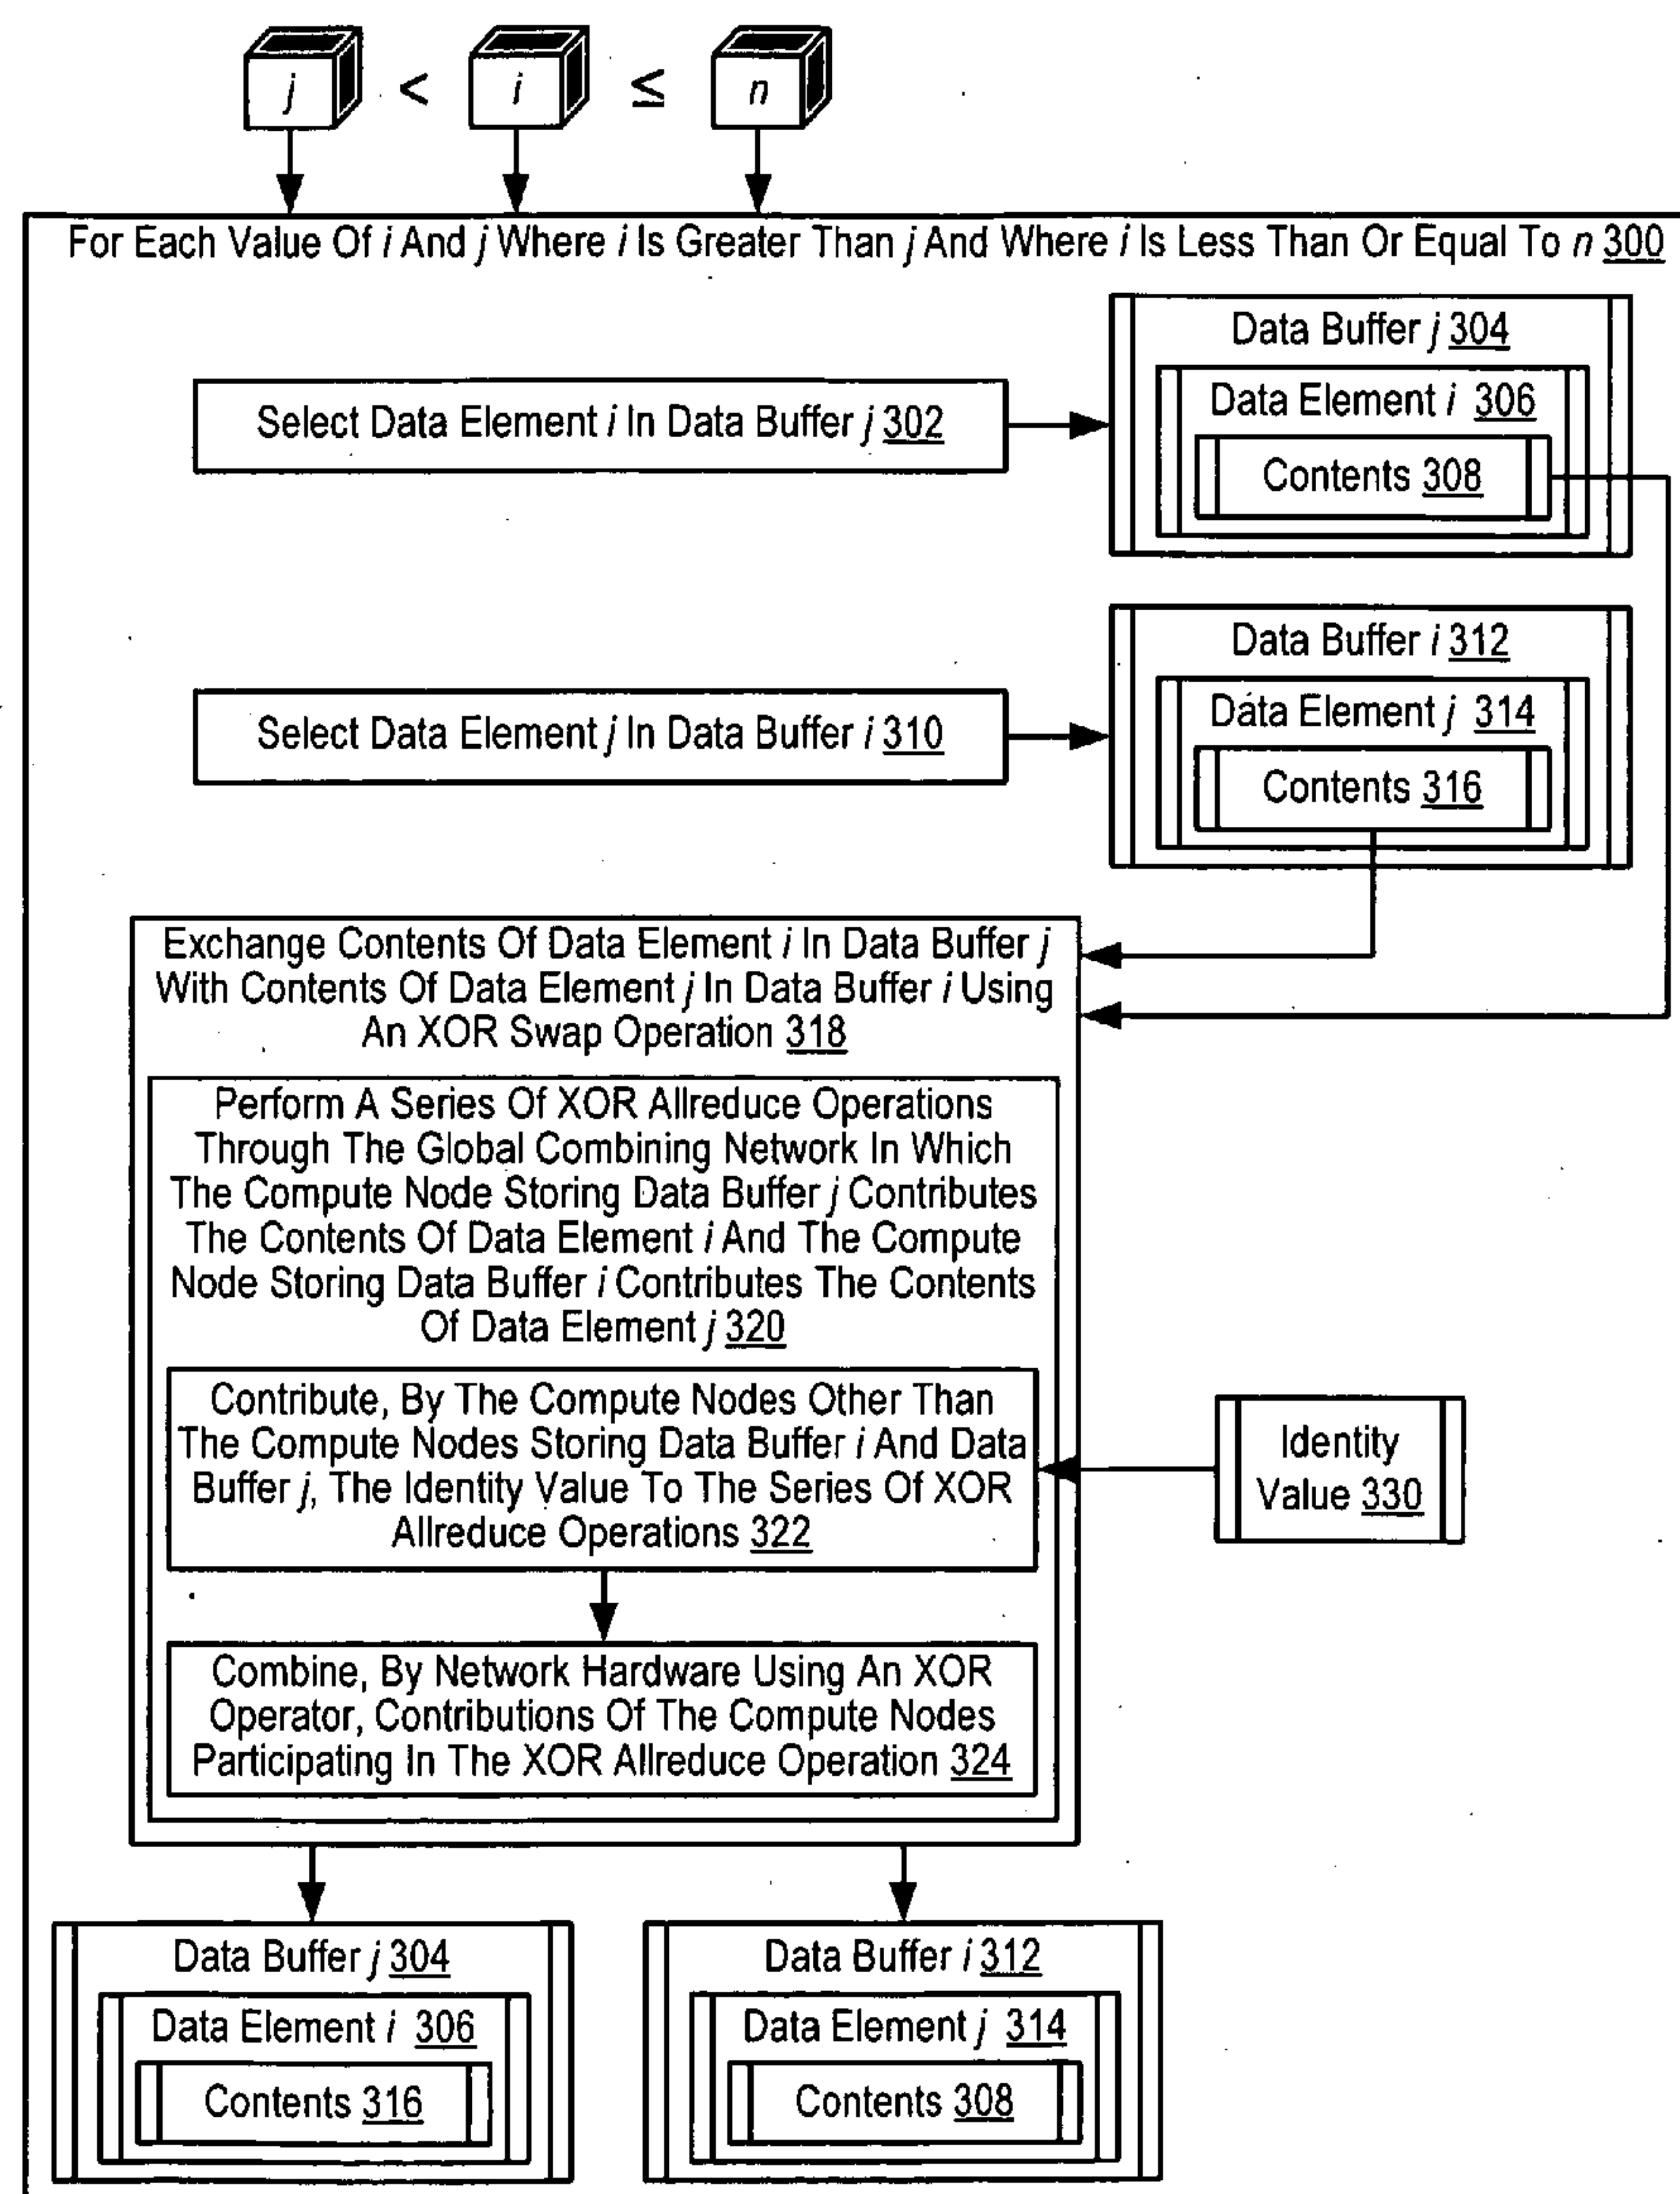 j < i ≤ n
For Each Value Of i And j Where i Is Greater Than j And Where i Is Less Than Or Equal To n 300
Data Buffer j 304
Select Data Element i In Data Buffer j 302
Data Element i 306
Contents 308
Data Buffer i 312
Select Data Element j In Data Buffer i 310
Data Element j 314
Contents 316
Exchange Contents Of Data Element i In Data Buffer j
With Contents Of Data Element j In Data Buffer i Using
An XOR Swap Operation 318
Perform A Series Of XOR Allreduce Operations
Through The Global Combining Network In Which
The Compute Node Storing Data Buffer j Contributes
The Contents Of Data Element i And The Compute
Node Storing Data Buffer i Contributes The Contents
Of Data Element j 320
Contribute, By The Compute Nodes Other Than
The Compute Nodes Storing Data Buffer i And Data
Buffer j, The Identity Value To The Series Of XOR
Allreduce Operations 322
Identity
Value 330
Combine, By Network Hardware Using An XOR
Operator, Contributions Of The Compute Nodes
Participating In The XOR Allreduce Operation 324
Data Buffer j 304
Data Element i 306
Contents 316
Data Buffer i 312
Data Element j 314
Contents 308